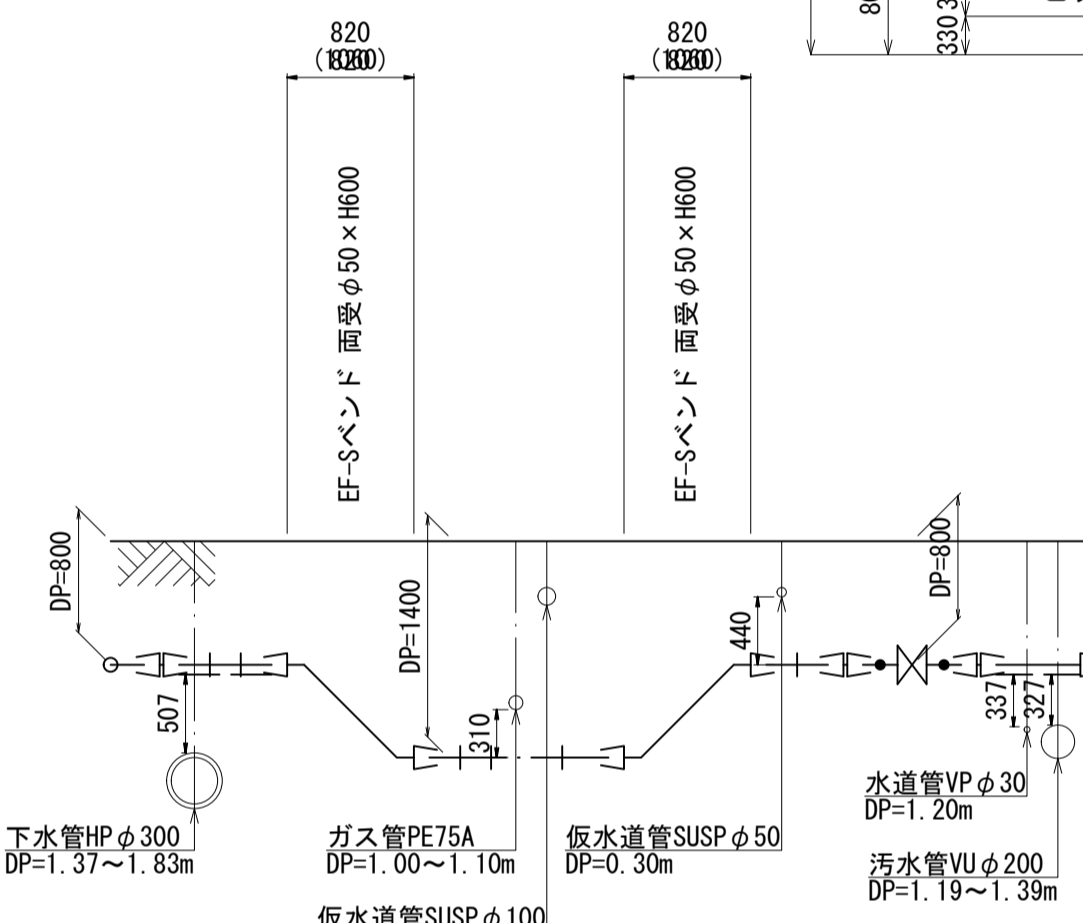 820
820
330
EF-Sベンド 両受φ50×H600
EF-Sベンド 両受φ50×H600
DP=800
DP=1400
DP=800
440
507
310
337
327
水道管VPφ30
DP=1.20m
下水管HPφ300
DP=1.37～1.83m
ガス管PE75A
DP=1.00～1.10m
仮水道管SUSPφ50
DP=0.30m
汚水管VUφ200
DP=1.19～1.39m
仮水道管SUSPφ100